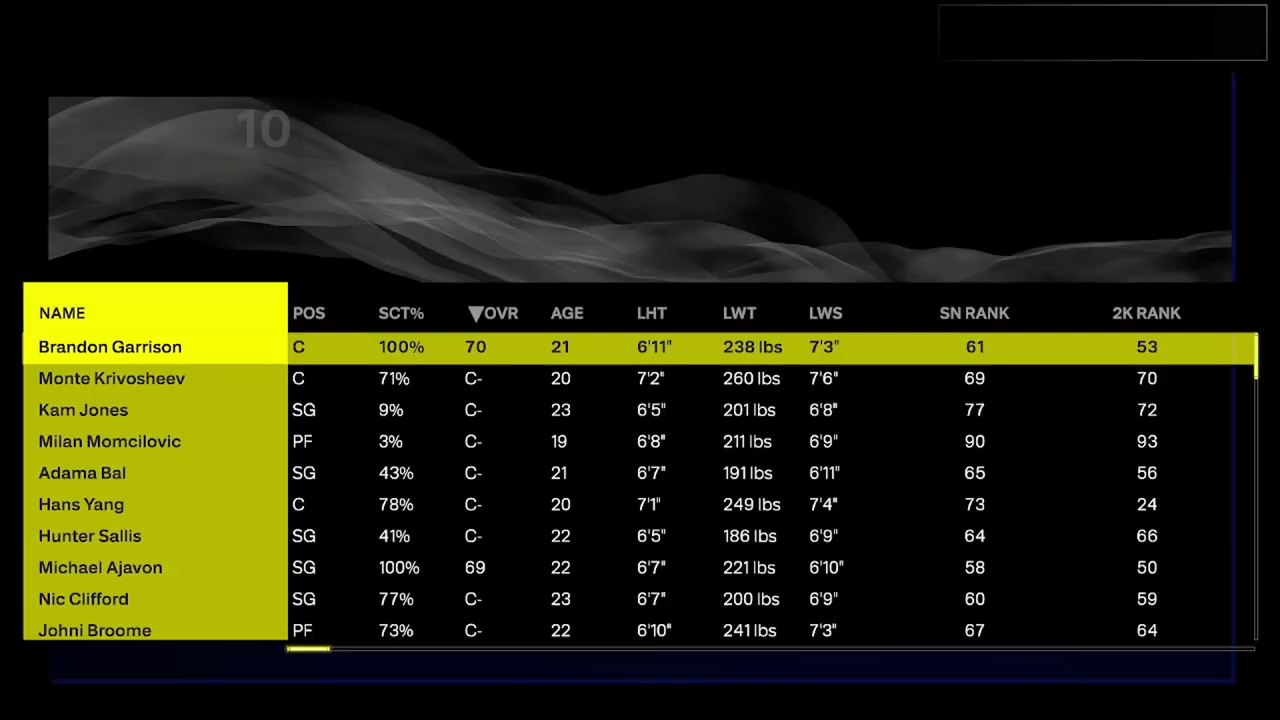 10
NAME POS SCT% ▼OVR AGE LHT LWT LWS SN RANK 2K RANK
Brandon Garrison C 100% 70 21 6'11" 238 lbs 7'3" 61 53
Monte Krivosheev C 71% C- 20 7'2" 260 lbs 7'6" 69 70
Kam Jones SG 9% C- 23 6'5" 201 lbs 6'8" 77 72
Milan Momcilovic PF 3% C- 19 6'8" 211 lbs 6'9" 90 93
Adama Bal SG 43% C- 21 6'7" 191 lbs 6'11" 65 56
Hans Yang C 78% C- 20 7'1" 249 lbs 7'4" 73 24
Hunter Sallis SG 41% C- 22 6'5" 186 lbs 6'9" 64 66
Michael Ajavon SG 100% 69 22 6'7" 221 lbs 6'10" 58 50
Nic Clifford SG 77% C- 23 6'7" 200 lbs 6'9" 60 59
Johni Broome PF 73% C- 22 6'10" 241 lbs 7'3" 67 64